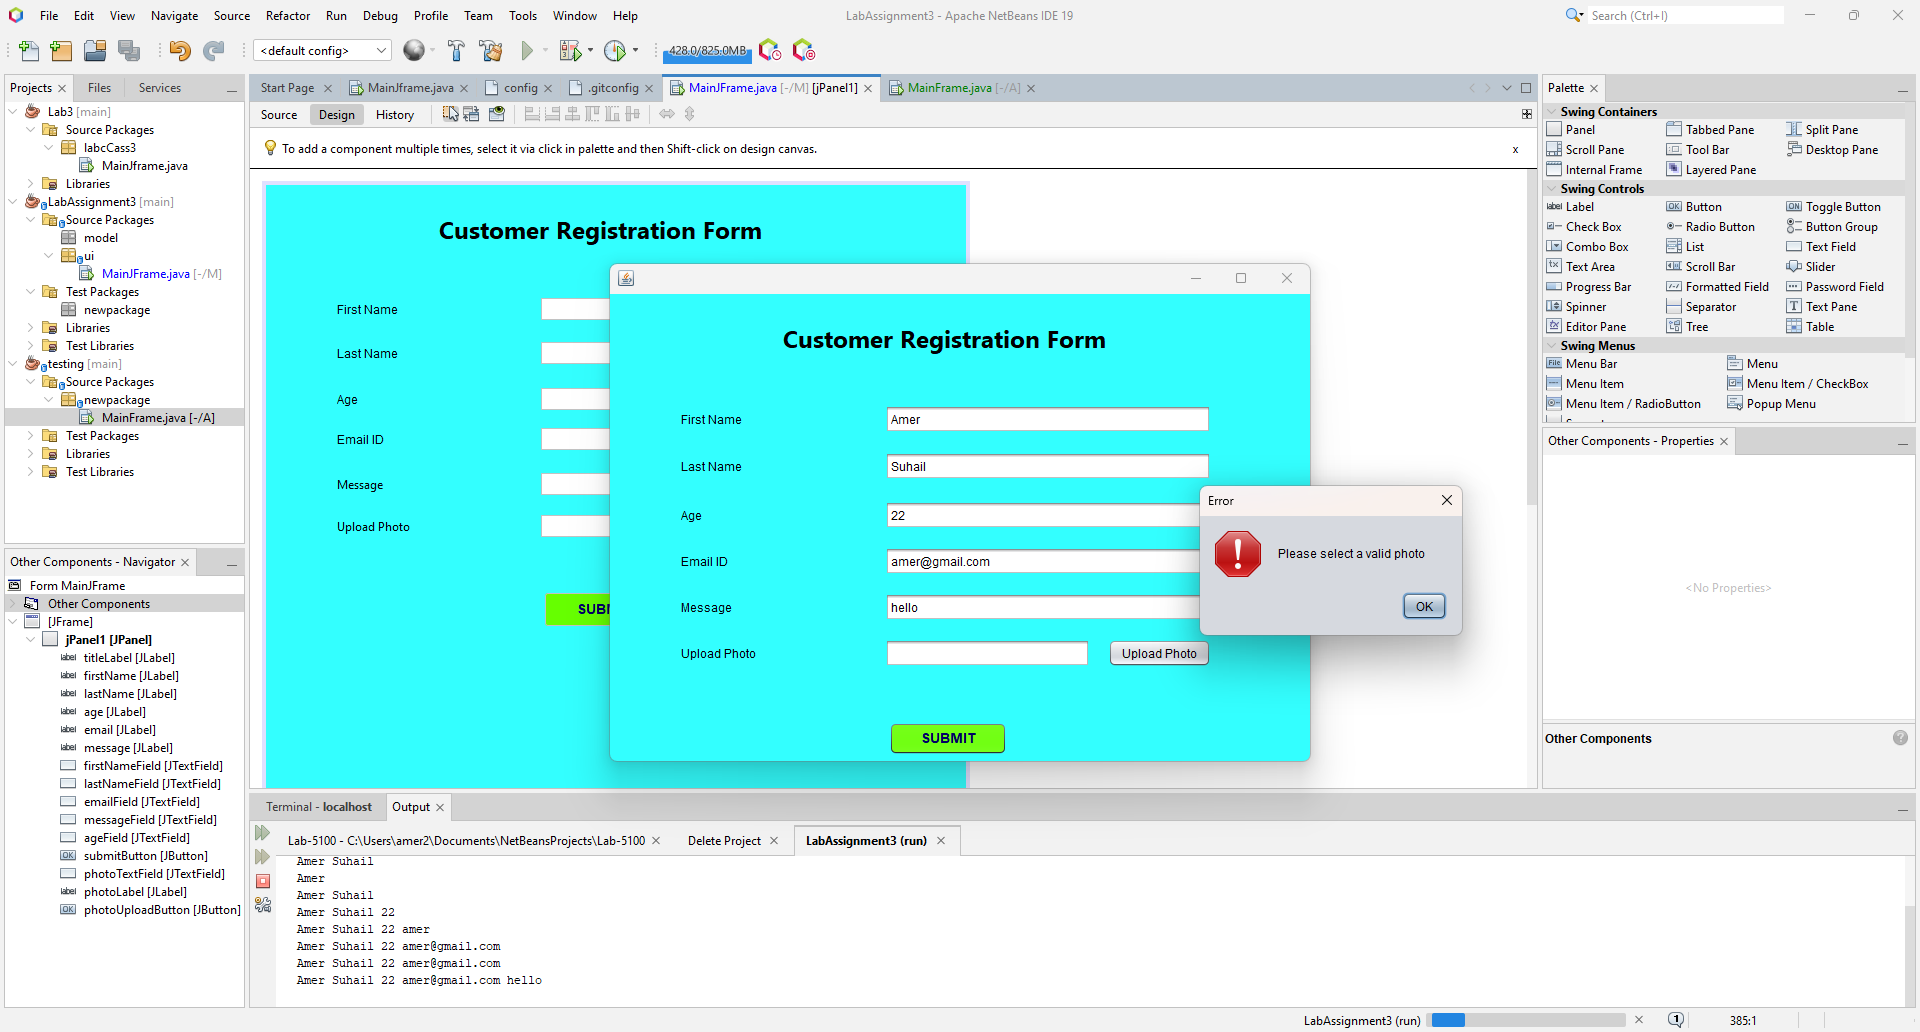 File Edit View Navigate Source Refactor Run Debug Profile Team Tools Window Help
LabAssignment3 - Apache NetBeans IDE 19
Search (Ctrl+I)
<default config>
428.0/825.0MB
Projects
Files
Services
Lab3 [main]
Source Packages
labcCass3
MainJframe.java
Libraries
LabAssignment3 [main]
Source Packages
model
ui
MainJFrame.java [-/M]
Test Packages
newpackage
Libraries
Test Libraries
testing [main]
Source Packages
newpackage
MainFrame.java [-/A]
Test Packages
Libraries
Test Libraries
Other Components - Navigator
Form MainJFrame
Other Components
[JFrame]
jPanel1 [JPanel]
label titleLabel [JLabel]
label firstName [JLabel]
label lastName [JLabel]
label age [JLabel]
label email [JLabel]
label message [JLabel]
firstNameField [JTextField]
lastNameField [JTextField]
emailField [JTextField]
messageField [JTextField]
ageField [JTextField]
OK submitButton [JButton]
photoTextField [JTextField]
label photoLabel [JLabel]
OK photoUploadButton [JButton]
Start Page
MainJframe.java
config
.gitconfig
MainJFrame.java [-/M] [jPanel1]
MainFrame.java [-/A]
Source Design History
To add a component multiple times, select it via click in palette and then Shift-click on design canvas.
x
Customer Registration Form
First Name
Last Name
Age
Email ID
Message
Upload Photo
SUBM
Customer Registration Form
First Name Amer
Last Name Suhail
Age 22
Email ID amer@gmail.com
Message hello
Upload Photo Upload Photo
SUBMIT
Error
Please select a valid photo
OK
Palette
Swing Containers
Panel Tabbed Pane Split Pane
Scroll Pane Tool Bar Desktop Pane
Internal Frame Layered Pane
Swing Controls
label Label OK Button ON Toggle Button
Check Box Radio Button Button Group
Combo Box List Text Field
Text Area Scroll Bar Slider
Progress Bar Formatted Field Password Field
Spinner Separator Text Pane
Editor Pane Tree Table
Swing Menus
File Menu Bar Menu
Menu Item Menu Item / CheckBox
Menu Item / RadioButton Popup Menu
Other Components - Properties
<No Properties>
Other Components
Terminal - localhost
Output
Lab-5100 - C:\Users\amer2\Documents\NetBeansProjects\Lab-5100
Delete Project
LabAssignment3 (run)
Amer Suhail
Amer
Amer Suhail
Amer Suhail 22
Amer Suhail 22 amer
Amer Suhail 22 amer@gmail.com
Amer Suhail 22 amer@gmail.com
Amer Suhail 22 amer@gmail.com hello
LabAssignment3 (run)
1
385:1